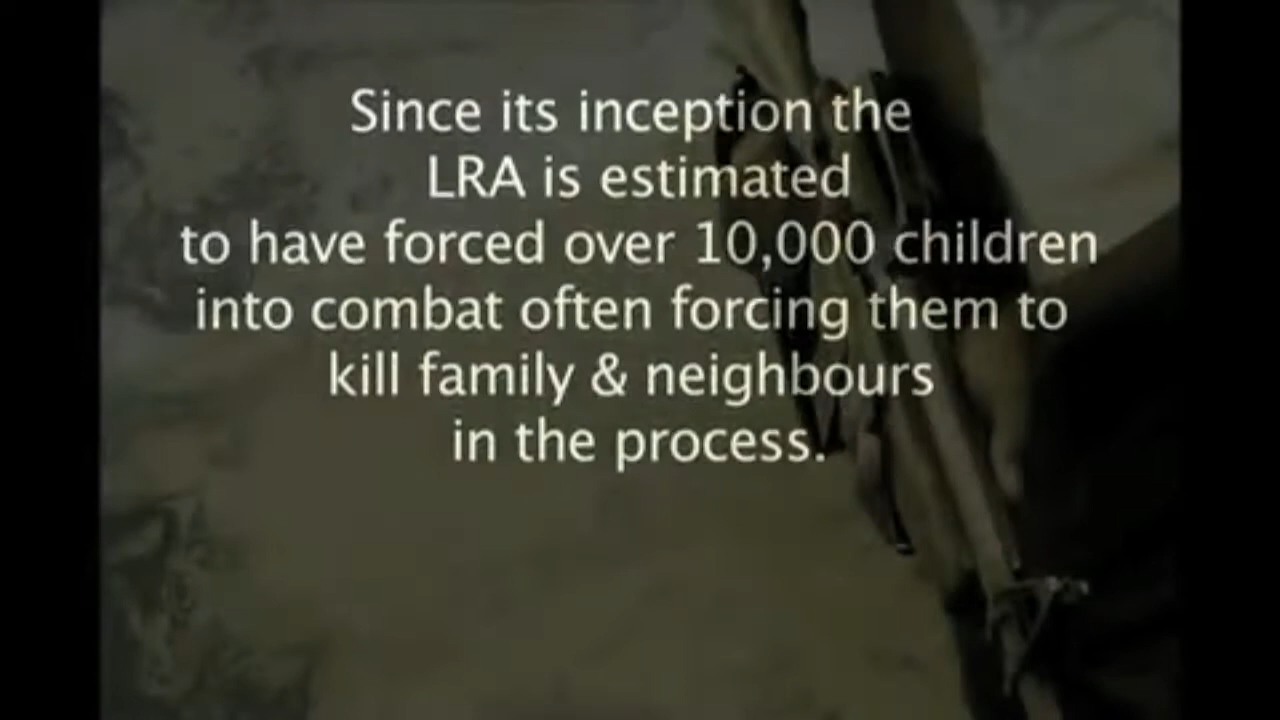 Since its inception the
LRA is estimated
to have forced over 10,000 children
into combat often forcing them to
kill family & neighbours
in the process.